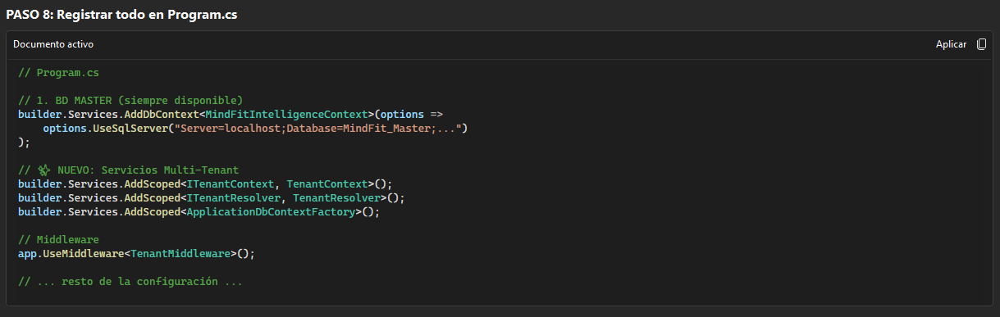 PASO 8: Registrar todo en Program.cs
Documento activo
Aplicar
// Program.cs
// 1. BD MASTER (siempre disponible)
builder.Services.AddDbContext<MindFitIntelligenceContext>(options =>
    options.UseSqlServer("Server=localhost;Database=MindFit_Master;...")
);
// ✨ NUEVO: Servicios Multi-Tenant
builder.Services.AddScoped<ITenantContext, TenantContext>();
builder.Services.AddScoped<ITenantResolver, TenantResolver>();
builder.Services.AddScoped<ApplicationDbContextFactory>();
// Middleware
app.UseMiddleware<TenantMiddleware>();
// ... resto de la configuración ...